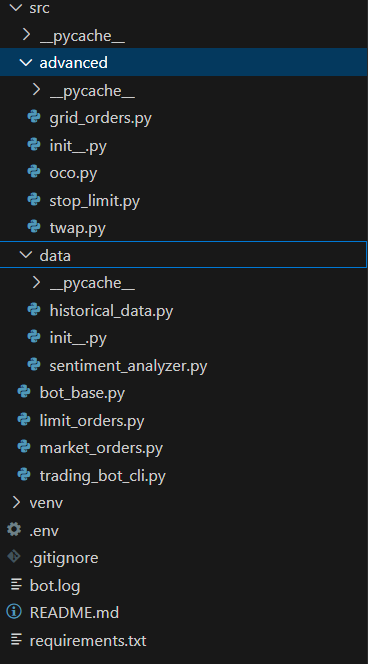 src
__pycache__
advanced
__pycache__
grid_orders.py
init__.py
oco.py
stop_limit.py
twap.py
data
__pycache__
historical_data.py
init__.py
sentiment_analyzer.py
bot_base.py
limit_orders.py
market_orders.py
trading_bot_cli.py
venv
.env
.gitignore
bot.log
README.md
requirements.txt